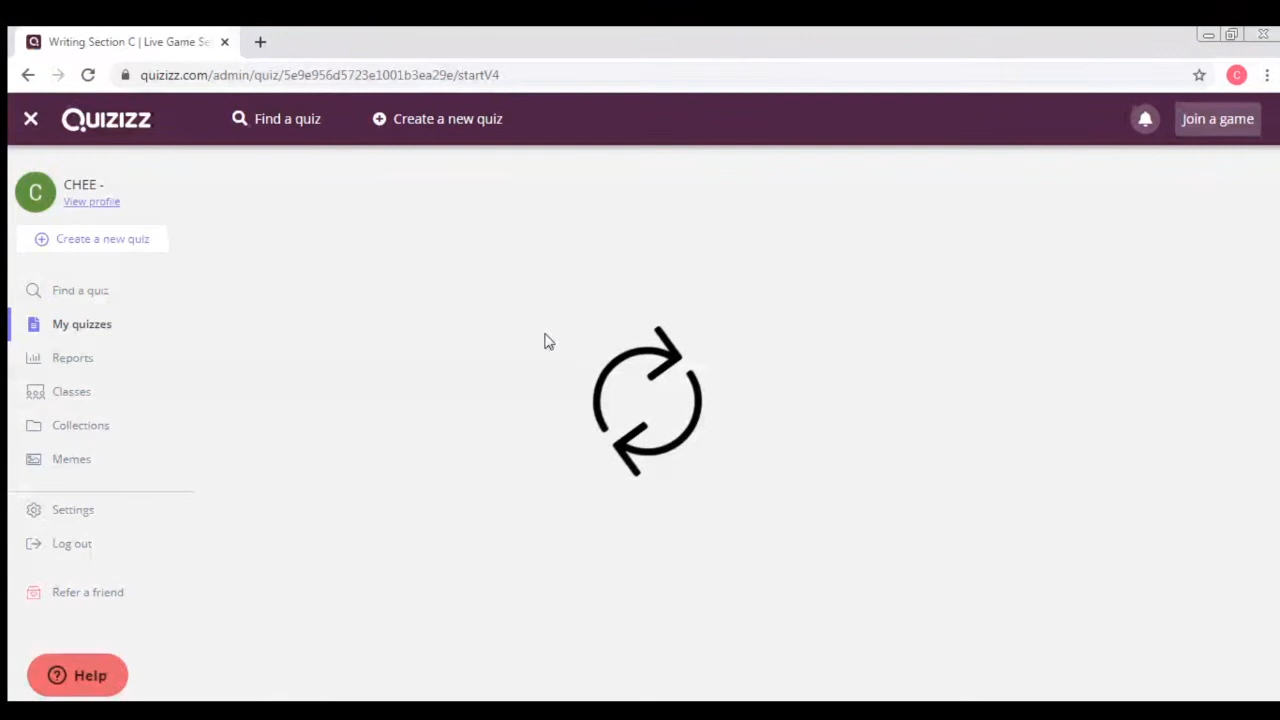 Writing Section C | Live Game Se
quizizz.com/admin/quiz/5e9e956d5723e1001b3ea29e/startV4
C
QUIZIZZ
Find a quiz
Create a new quiz
Join a game
C
CHEE -
View profile
Create a new quiz
Find a quiz
My quizzes
Reports
Classes
Collections
Memes
Settings
Log out
Refer a friend
Help